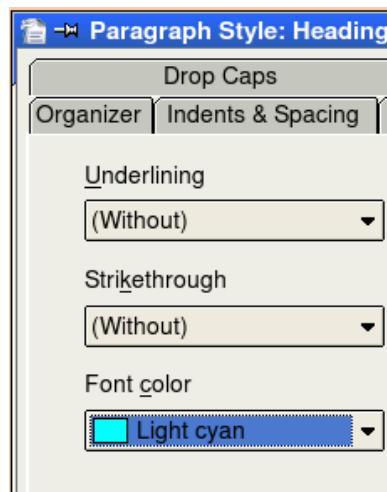 Paragraph Style: Heading
Drop Caps
Organizer Indents & Spacing
Underlining
(Without)
Strikethrough
(Without)
Font color
Light cyan